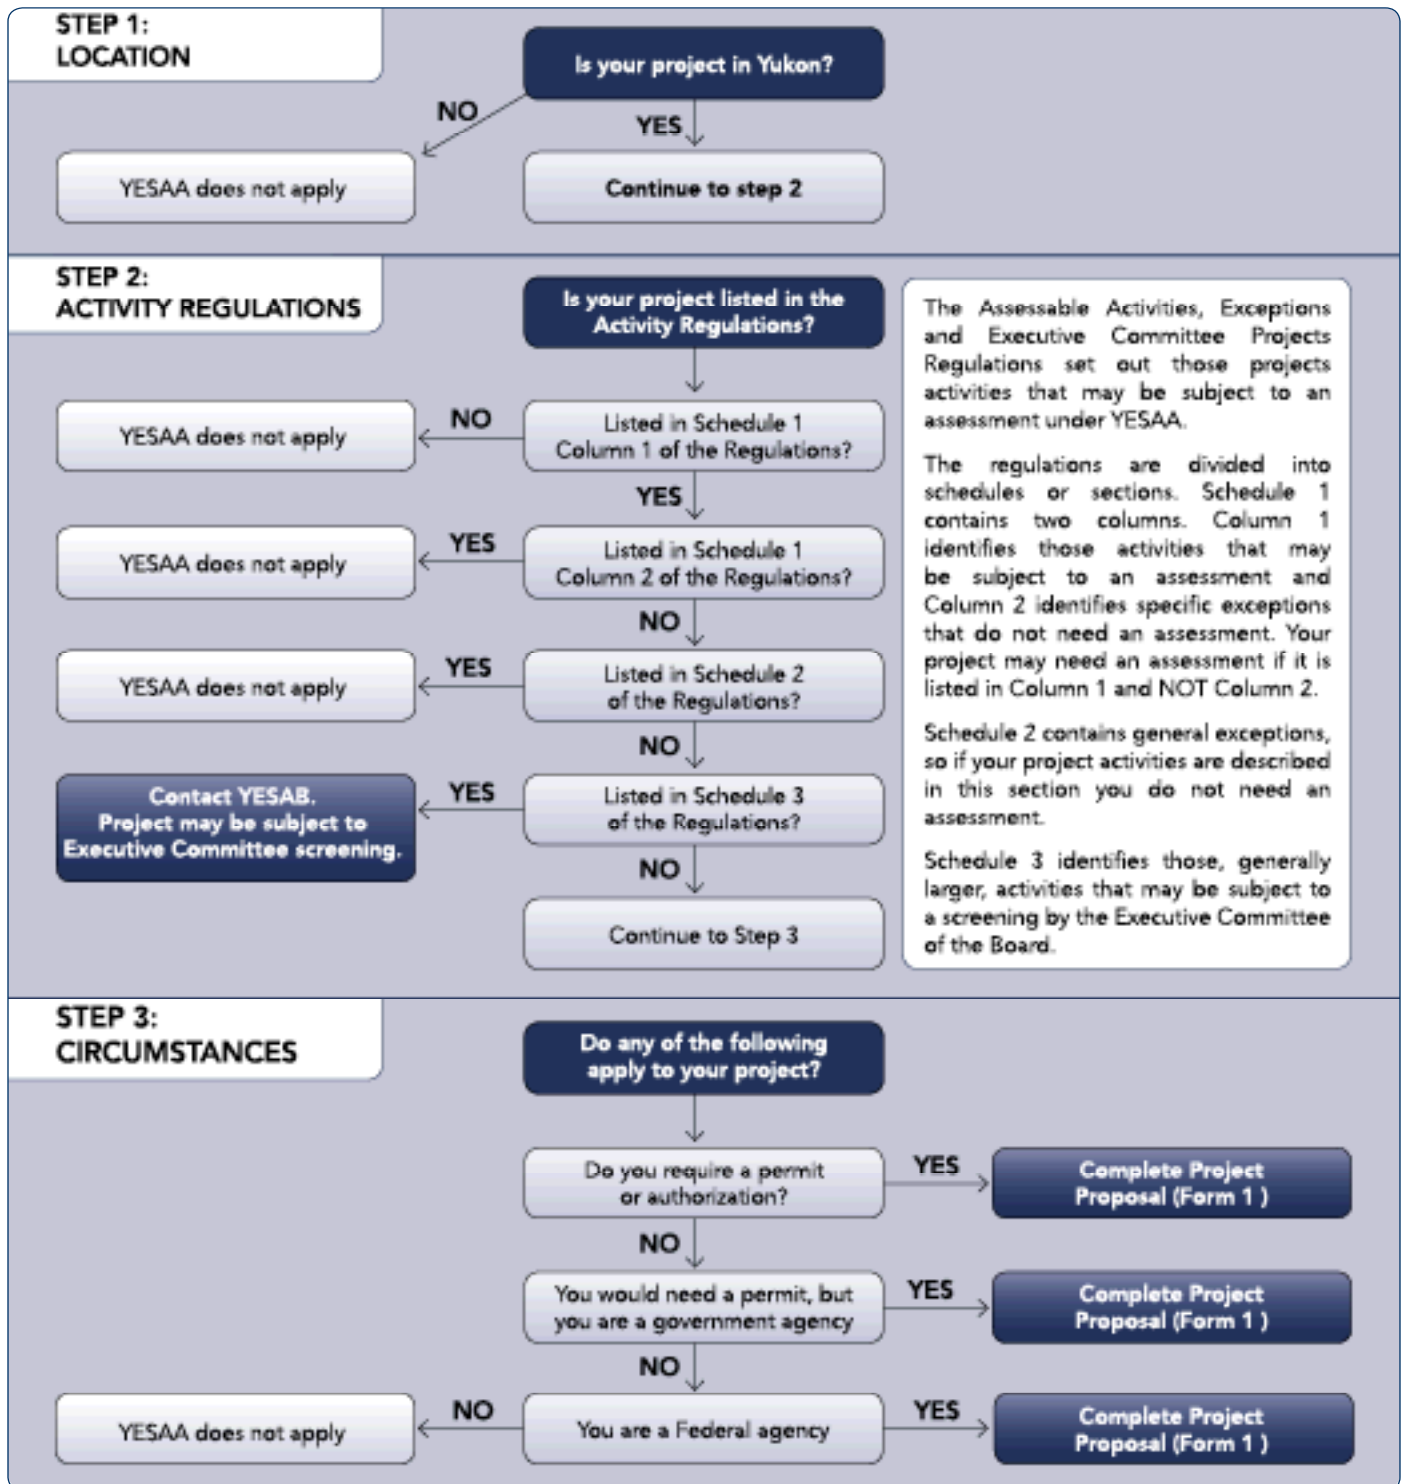 STEP 1:
LOCATION
Is your project in Yukon?
NO
YES
YESAA does not apply
Continue to step 2
STEP 2:
ACTIVITY REGULATIONS
Is your project listed in the
Activity Regulations?
YESAA does not apply
NO
Listed in Schedule 1
Column 1 of the Regulations?
YES
YESAA does not apply
YES
Listed in Schedule 1
Column 2 of the Regulations?
NO
YESAA does not apply
YES
Listed in Schedule 2
of the Regulations?
NO
Contact YESAB.
Project may be subject to
Executive Committee screening.
YES
Listed in Schedule 3
of the Regulations?
NO
Continue to Step 3
The Assessable Activities, Exceptions
and Executive Committee Projects
Regulations set out those projects
activities that may be subject to an
assessment under YESAA.
The regulations are divided into
schedules or sections. Schedule 1
contains two columns. Column 1
identifies those activities that may
be subject to an assessment and
Column 2 identifies specific exceptions
that do not need an assessment. Your
project may need an assessment if it is
listed in Column 1 and NOT Column 2.
Schedule 2 contains general exceptions,
so if your project activities are described
in this section you do not need an
assessment.
Schedule 3 identifies those, generally
larger, activities that may be subject to
a screening by the Executive Committee
of the Board.
STEP 3:
CIRCUMSTANCES
Do any of the following
apply to your project?
Do you require a permit
or authorization?
YES
Complete Project
Proposal (Form 1 )
NO
You would need a permit, but
you are a government agency
YES
Complete Project
Proposal (Form 1 )
NO
YESAA does not apply
NO
You are a Federal agency
YES
Complete Project
Proposal (Form 1 )